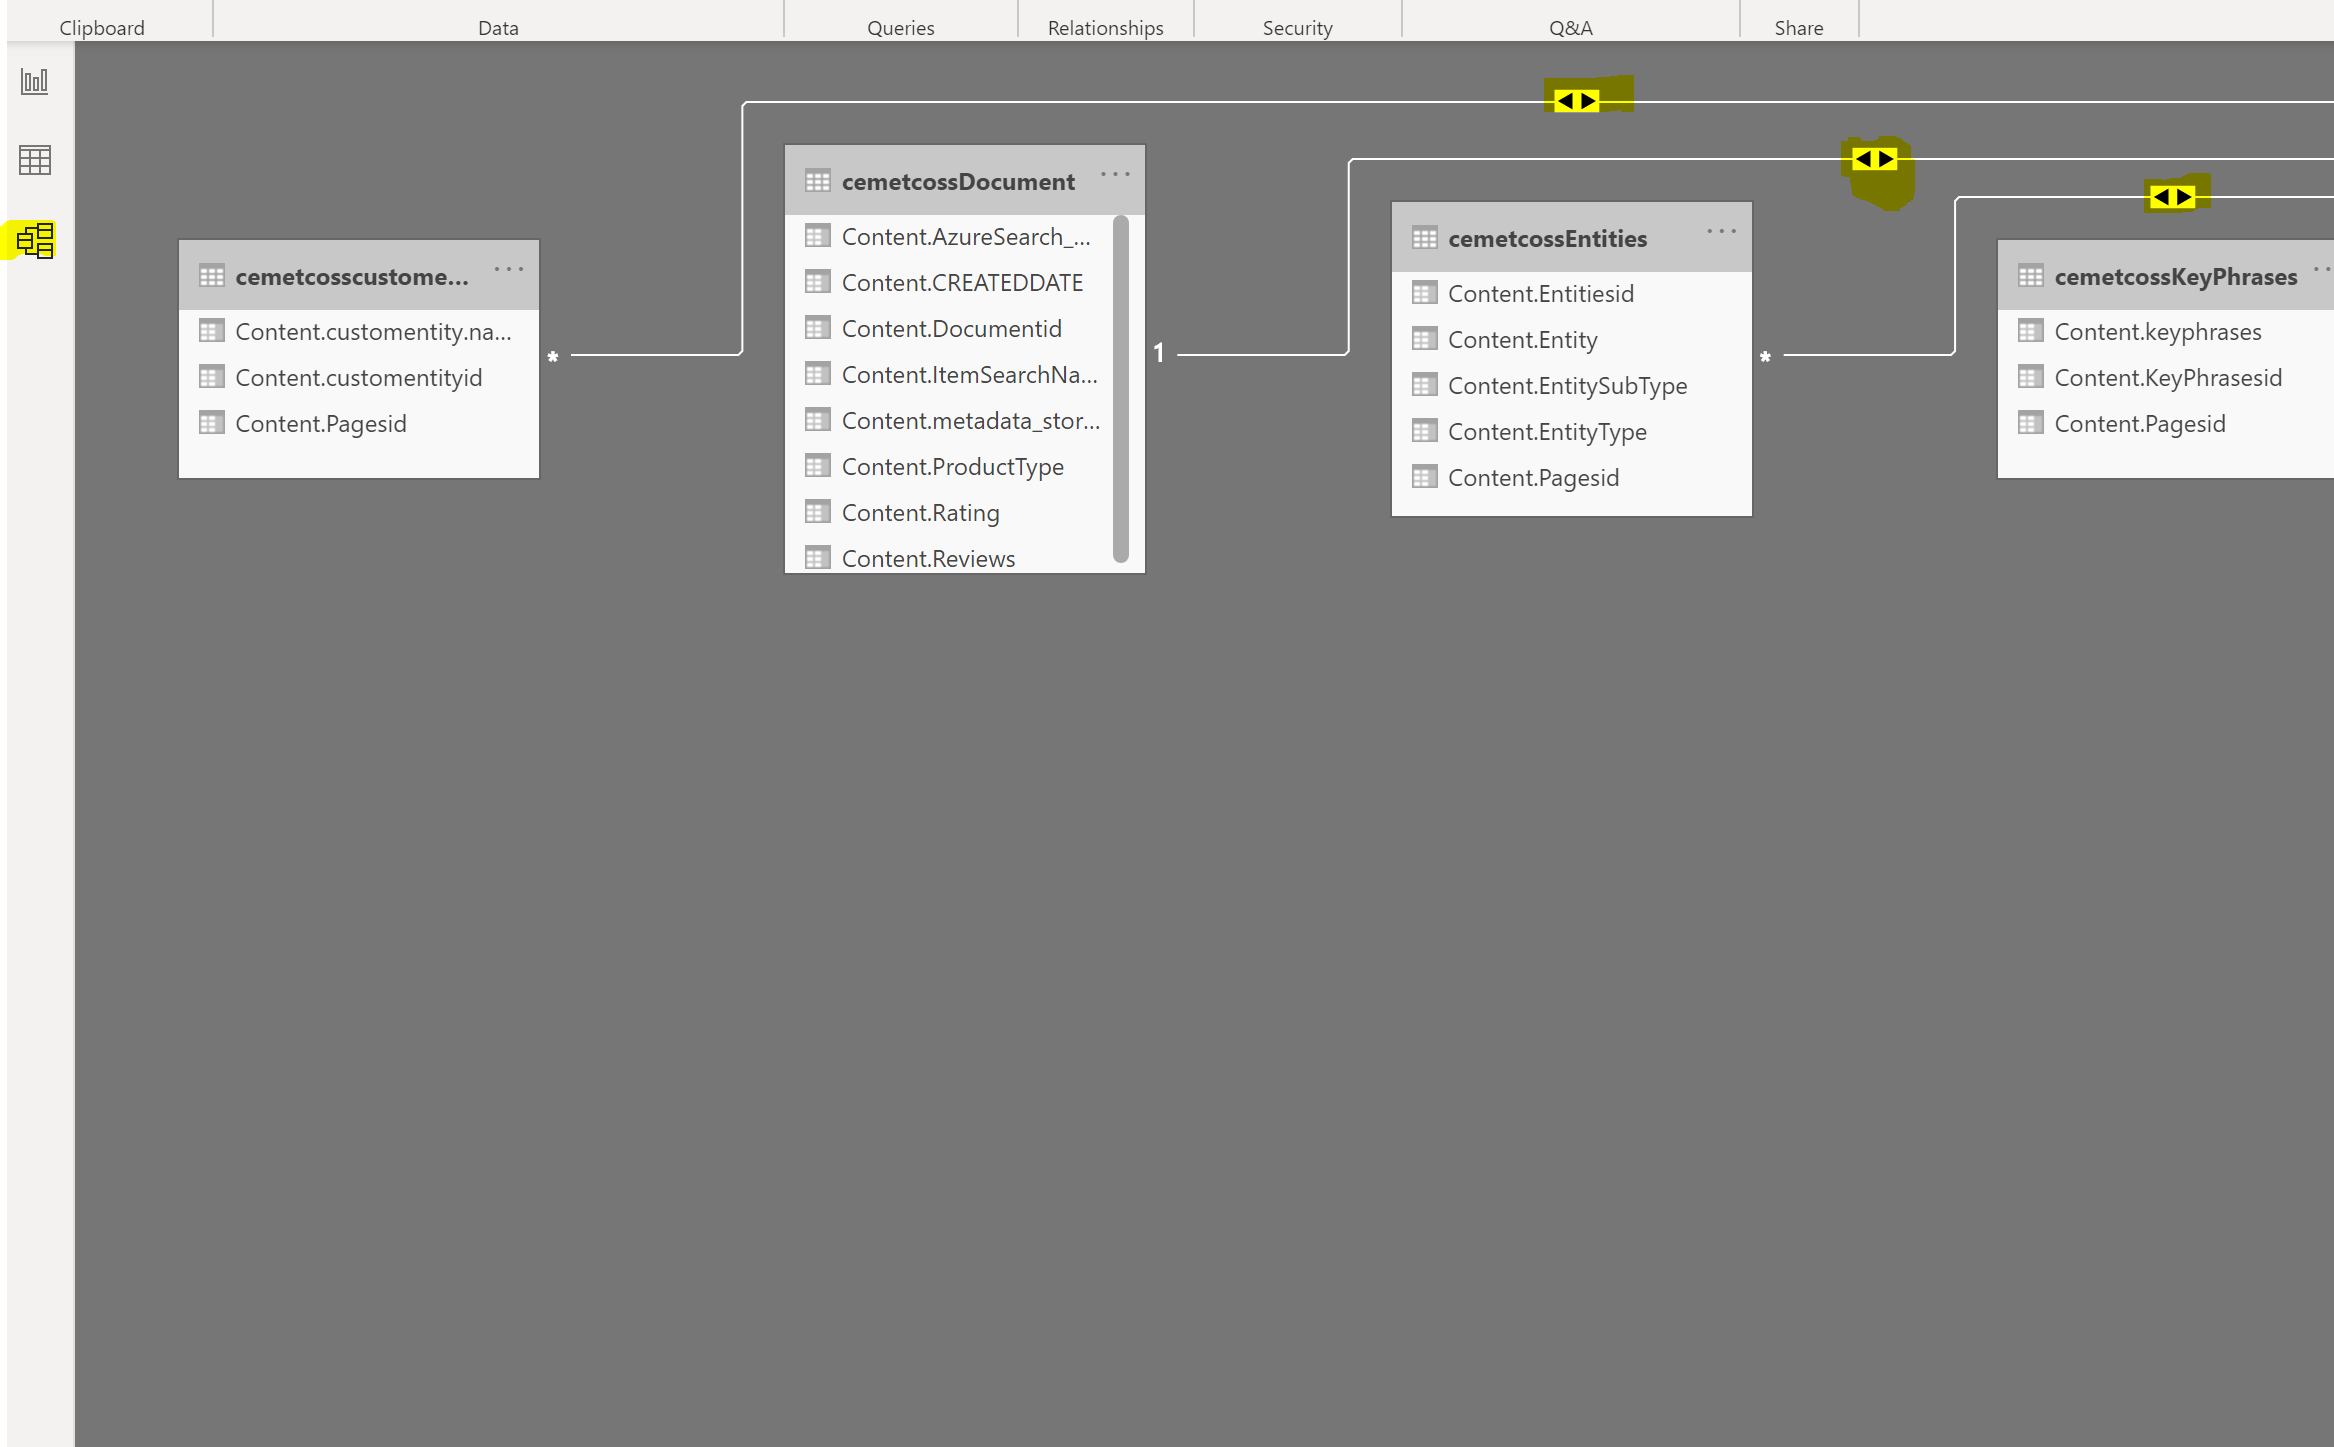 Clipboard
Data
Queries
Relationships
Security
Q&A
Share
cemetcosscustome...
Content.customentity.na...
Content.customentityid
Content.Pagesid
*
cemetcossDocument
Content.AzureSearch_...
Content.CREATEDDATE
Content.Documentid
Content.ItemSearchNa...
Content.metadata_stor...
Content.ProductType
Content.Rating
Content.Reviews
1
cemetcossEntities
Content.Entitiesid
Content.Entity
Content.EntitySubType
Content.EntityType
Content.Pagesid
*
cemetcossKeyPhrases
Content.keyphrases
Content.KeyPhrasesid
Content.Pagesid